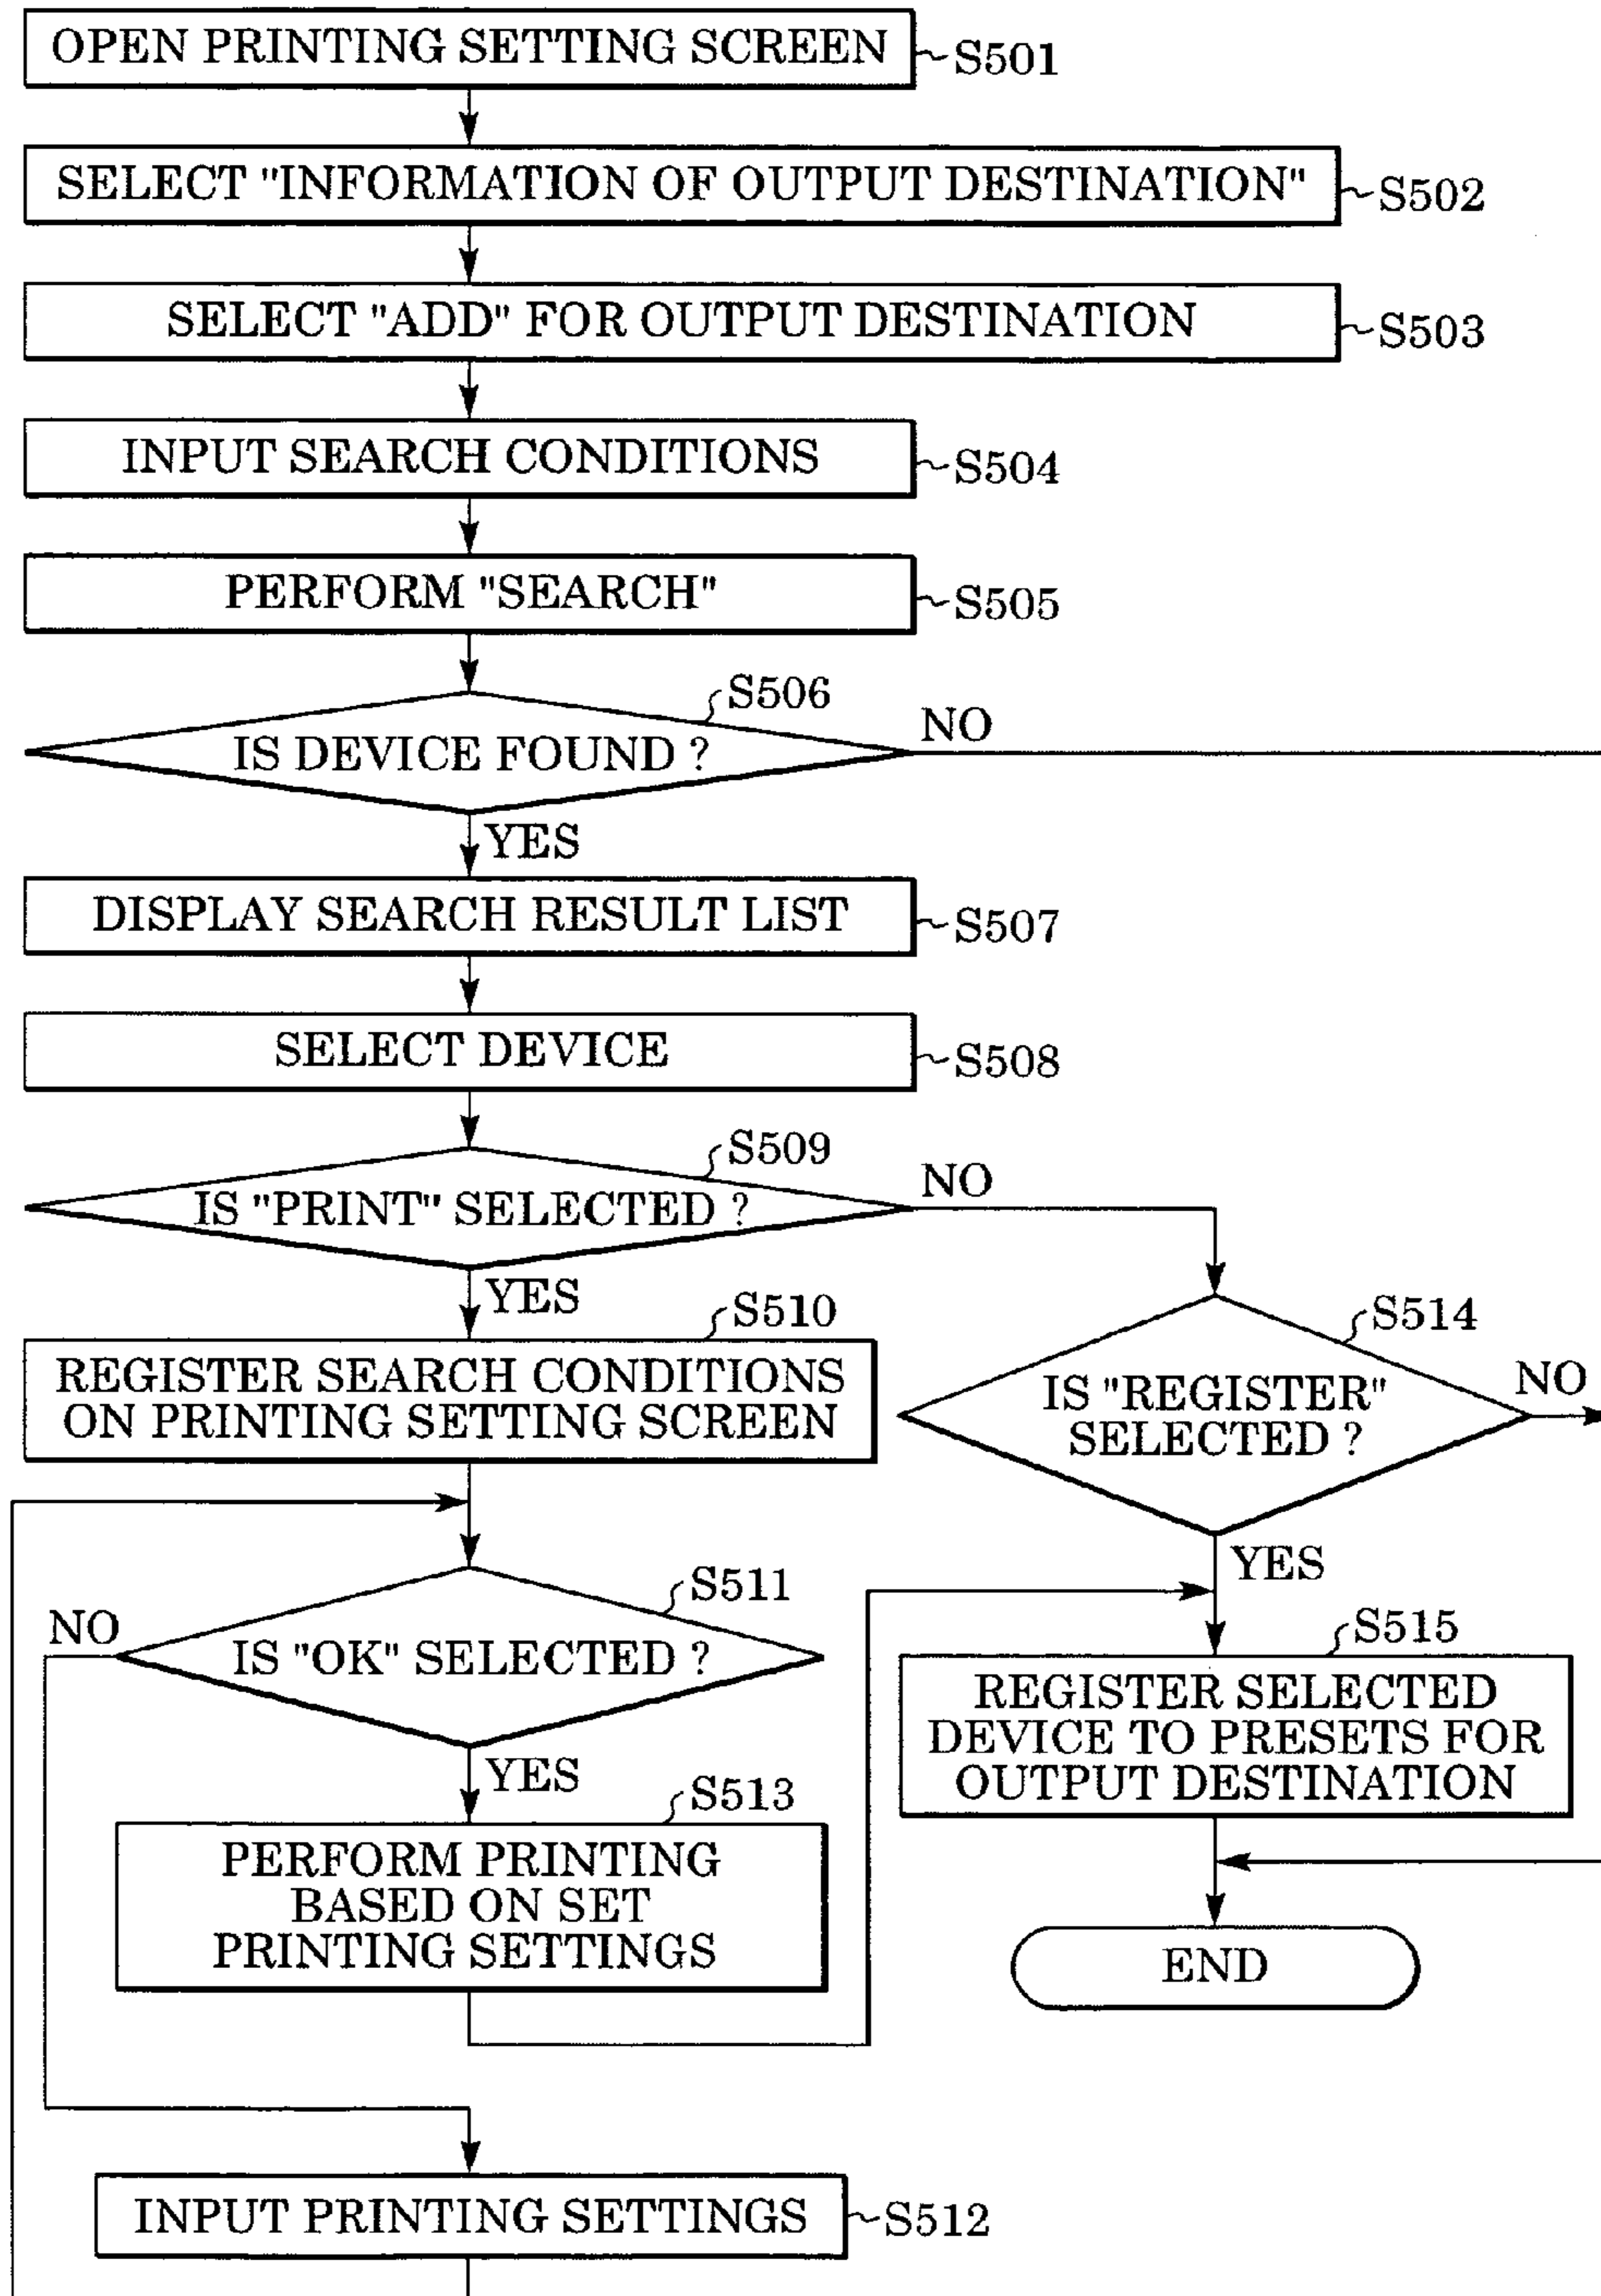 OPEN PRINTING SETTING SCREEN
S501
SELECT "INFORMATION OF OUTPUT DESTINATION"
S502
SELECT "ADD" FOR OUTPUT DESTINATION
S503
INPUT SEARCH CONDITIONS
S504
PERFORM "SEARCH"
S505
S506
IS DEVICE FOUND ?
NO
YES
DISPLAY SEARCH RESULT LIST
S507
SELECT DEVICE
S508
S509
IS "PRINT" SELECTED ?
NO
YES
S510
REGISTER SEARCH CONDITIONS
ON PRINTING SETTING SCREEN
S514
IS "REGISTER"
SELECTED ?
NO
YES
S511
IS "OK" SELECTED ?
NO
YES
S513
PERFORM PRINTING
BASED ON SET
PRINTING SETTINGS
S515
REGISTER SELECTED
DEVICE TO PRESETS FOR
OUTPUT DESTINATION
END
INPUT PRINTING SETTINGS
S512